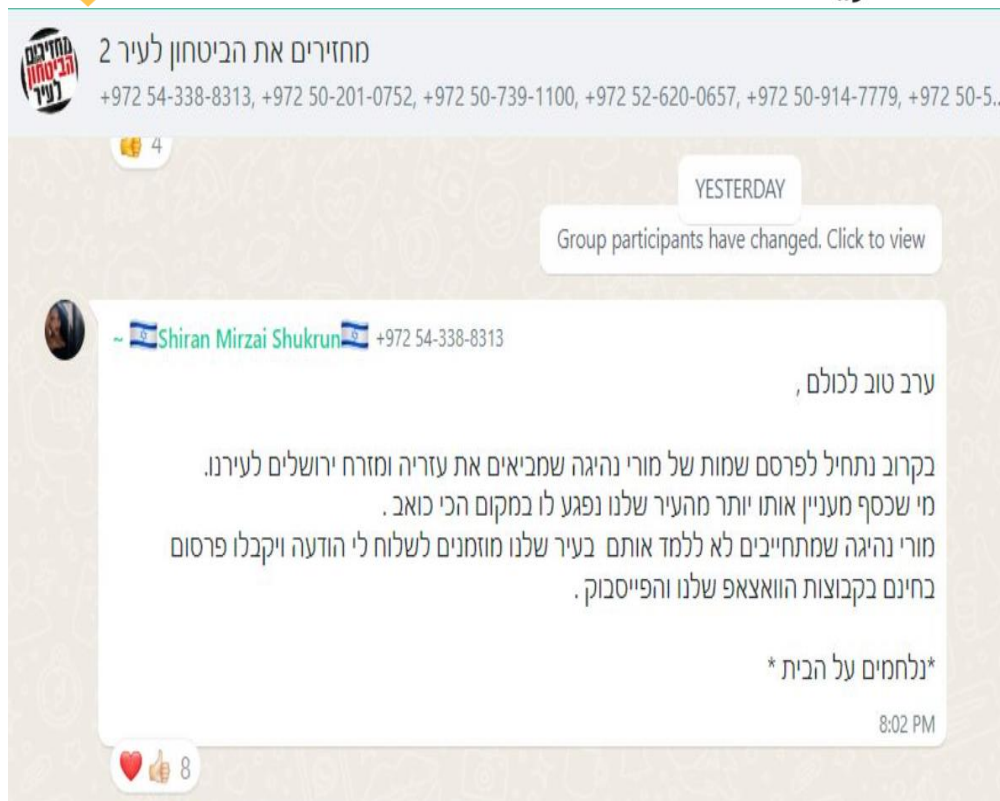 מחזירים
הביטחון
לעיר
מחזירים את הביטחון לעיר 2
+972 54-338-8313, +972 50-201-0752, +972 50-739-1100, +972 52-620-0657, +972 50-914-7779, +972 50-5...
4
YESTERDAY
Group participants have changed. Click to view
~ 🇮🇱Shiran Mirzai Shukrun🇮🇱 +972 54-338-8313
ערב טוב לכולם ,
בקרוב נתחיל לפרסם שמות של מורי נהיגה שמביאים את עזריה ומזרח ירושלים לעירנו.
מי שכסף מעניין אותו יותר מהעיר שלנו נפגע לו במקום הכי כואב .
מורי נהיגה שמתחייבים לא ללמד אותם בעיר שלנו מוזמנים לשלוח לי הודעה ויקבלו פרסום
בחינם בקבוצות הוואצאפ שלנו והפייסבוק .
*נלחמים על הבית *
8:02 PM
8